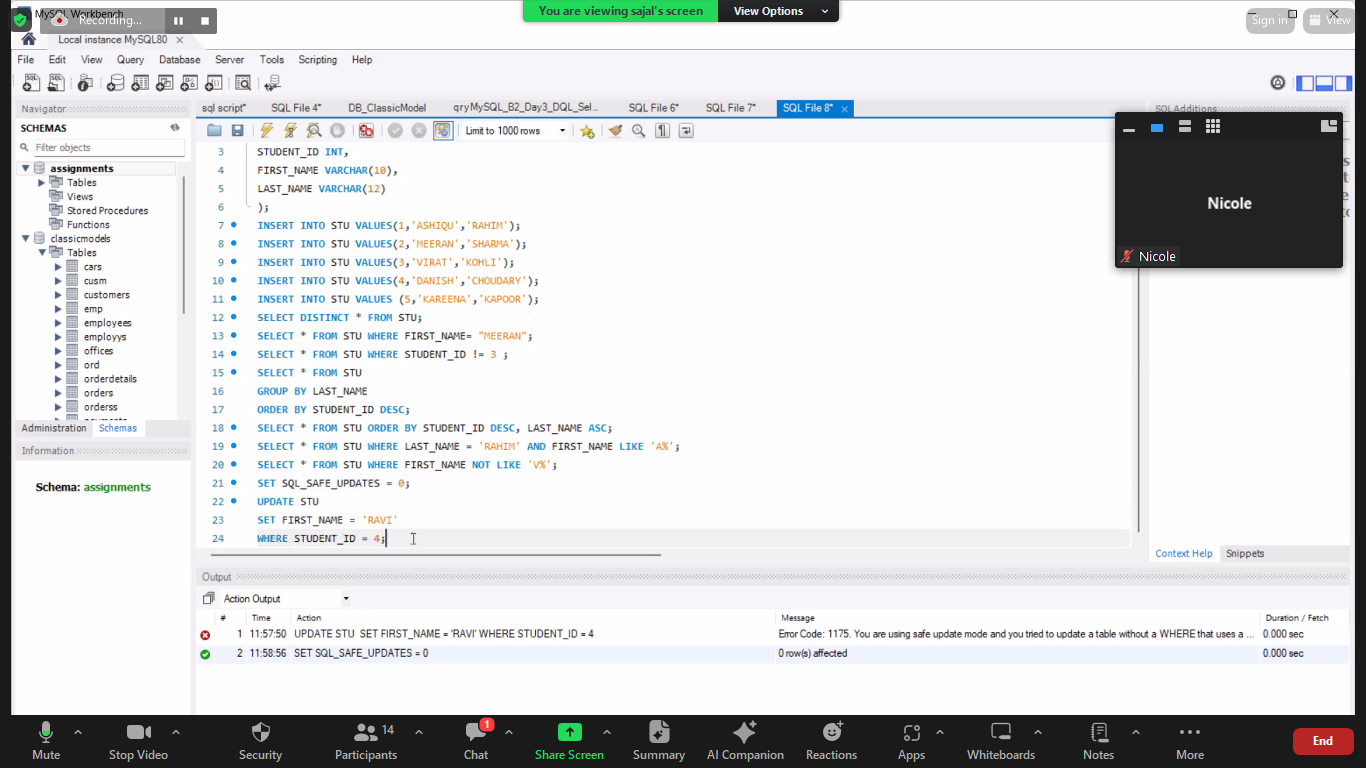 MySQL Workbench
Recording...
You are viewing sajal's screen
View Options
Sign in
View
Local instance MySQL80
File Edit View Query Database Server Tools Scripting Help
Navigator
sql script*
SQL File 4*
DB_ClassicModel
qryMySQL_B2_Day3_DQL_Sel...
SQL File 6*
SQL File 7*
SQL File 8*
SQLAdditions
SCHEMAS
Filter objects
Limit to 1000 rows
assignments
Tables
Views
Stored Procedures
Functions
classicmodels
Tables
cars
cusm
customers
emp
employees
employys
offices
ord
orderdetails
orders
orderss
Administration Schemas
Information
Schema: assignments
3 STUDENT_ID INT,
4 FIRST_NAME VARCHAR(10),
5 LAST_NAME VARCHAR(12)
6 );
7 INSERT INTO STU VALUES(1,'ASHIQU','RAHIM');
8 INSERT INTO STU VALUES(2,'MEERAN','SHARMA');
9 INSERT INTO STU VALUES(3,'VIRAT','KOHLI');
10 INSERT INTO STU VALUES(4,'DANISH','CHOUDARY');
11 INSERT INTO STU VALUES (5,'KAREENA','KAPOOR');
12 SELECT DISTINCT * FROM STU;
13 SELECT * FROM STU WHERE FIRST_NAME= "MEERAN";
14 SELECT * FROM STU WHERE STUDENT_ID != 3 ;
15 SELECT * FROM STU
16 GROUP BY LAST_NAME
17 ORDER BY STUDENT_ID DESC;
18 SELECT * FROM STU ORDER BY STUDENT_ID DESC, LAST_NAME ASC;
19 SELECT * FROM STU WHERE LAST_NAME = 'RAHIM' AND FIRST_NAME LIKE 'A%';
20 SELECT * FROM STU WHERE FIRST_NAME NOT LIKE 'V%';
21 SET SQL_SAFE_UPDATES = 0;
22 UPDATE STU
23 SET FIRST_NAME = 'RAVI'
24 WHERE STUDENT_ID = 4;
Nicole
Nicole
Context Help Snippets
Output
Action Output
# Time Action Message Duration / Fetch
1 11:57:50 UPDATE STU SET FIRST_NAME = 'RAVI' WHERE STUDENT_ID = 4 Error Code: 1175. You are using safe update mode and you tried to update a table without a WHERE that uses a ... 0.000 sec
2 11:58:56 SET SQL_SAFE_UPDATES = 0 0 row(s) affected 0.000 sec
Mute
Stop Video
Security
14
Participants
1
Chat
Share Screen
Summary
AI Companion
Reactions
Apps
Whiteboards
Notes
More
End